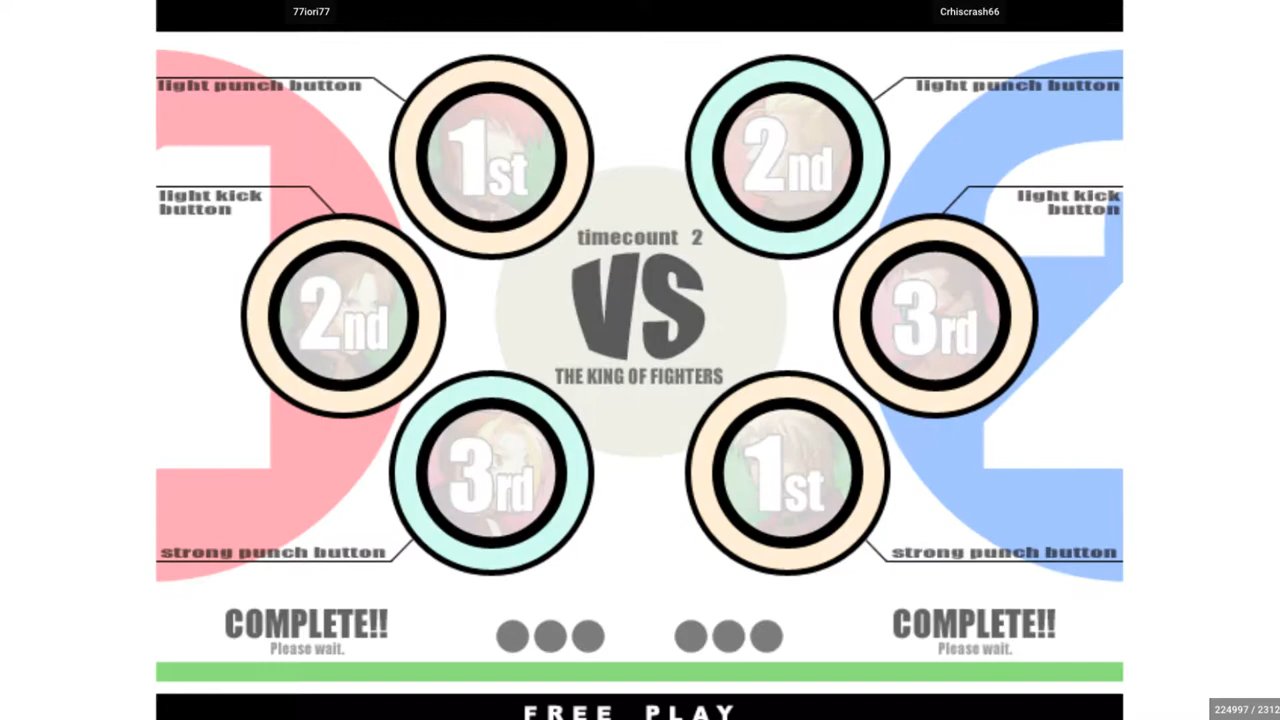 77iori77
Crhiscrash66
light punch button
light punch button
1st
2nd
light kick
button
light kick
button
timecount 2
VS
THE KING OF FIGHTERS
2nd
3rd
3rd
1st
strong punch button
strong punch button
COMPLETE!!
Please wait.
COMPLETE!!
Please wait.
FREE PLAY
224997 / 2312